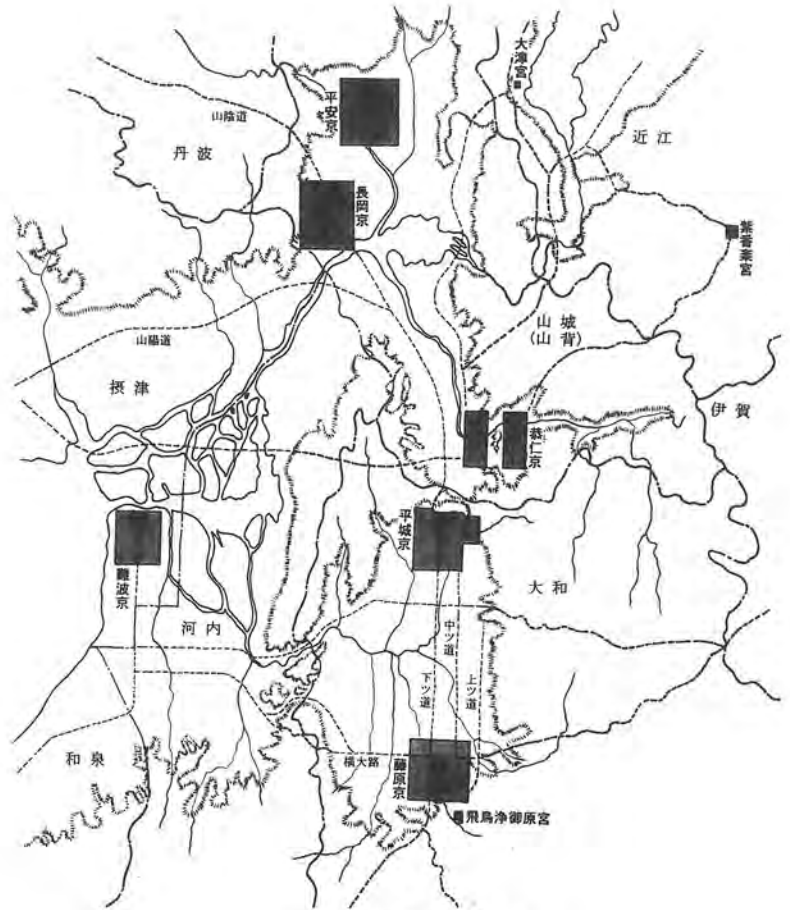 大津宮
平安京
山陰道
近江
丹波
長岡京
紫香楽宮
山城
(山背)
山陽道
摂津
伊賀
恭仁京
平城京
難波京
大和
河内
中ツ道
下ツ道
上ツ道
和泉
横大路
藤原京
飛鳥浄御原宮